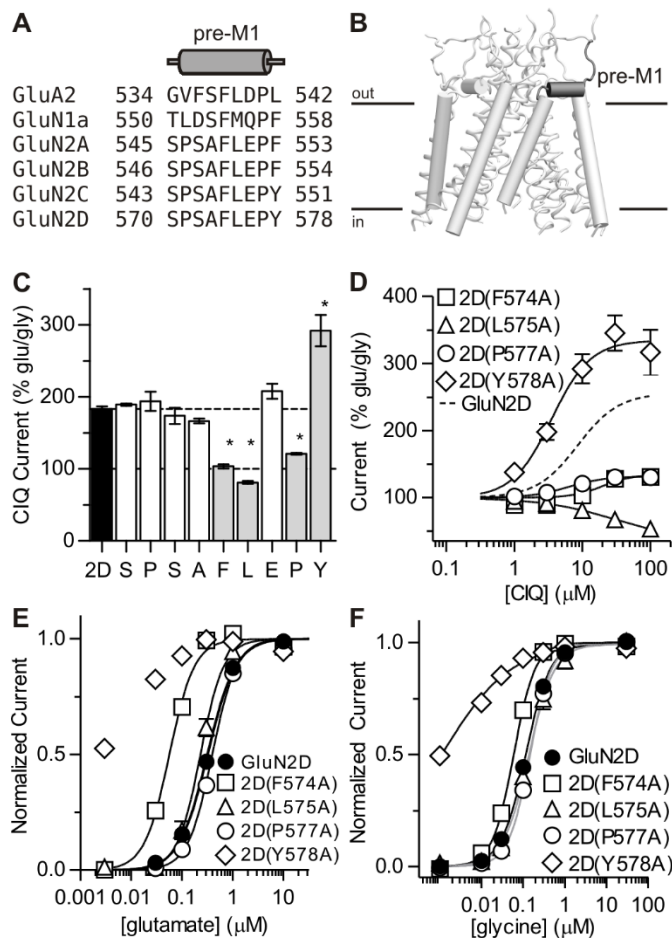 A
pre-M1
GluA2 534 GVFSFLDPL 542
GluN1a 550 TLDSFMQPF 558
GluN2A 545 SPSAFLEPF 553
GluN2B 546 SPSAFLEPF 554
GluN2C 543 SPSAFLEPY 551
GluN2D 570 SPSAFLEPY 578
B
pre-M1
out
in
C
CIQ Current (% glu/gly)
300
200
100
0
* * * *
2D S P S A F L E P Y
D
Current (% glu/gly)
400
350
300
250
200
150
100
50
2D(F574A)
2D(L575A)
2D(P577A)
2D(Y578A)
GluN2D
0.1 1 10 100
[CIQ] (µM)
E
Normalized Current
1.0
0.5
0.0
GluN2D
2D(F574A)
2D(L575A)
2D(P577A)
2D(Y578A)
0.001 0.01 0.1 1 10
[glutamate] (µM)
F
Normalized Current
1.0
0.5
0.0
GluN2D
2D(F574A)
2D(L575A)
2D(P577A)
2D(Y578A)
0.01 0.1 1 10 100
[glycine] (µM)